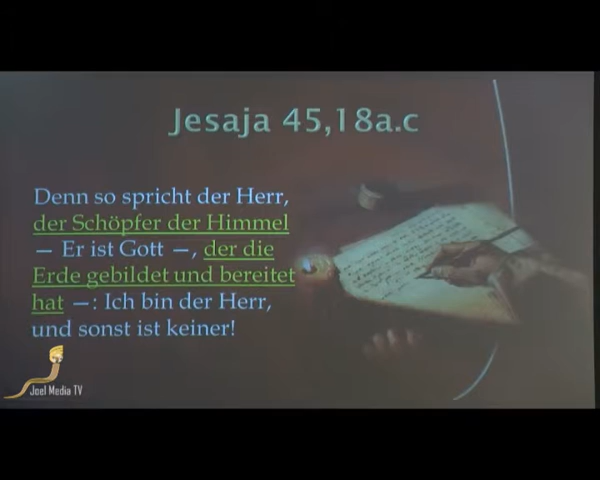 Jesaja 45,18a.c
Denn so spricht der Herr,
der Schöpfer der Himmel
— Er ist Gott —, der die
Erde gebildet und bereitet
hat —: Ich bin der Herr,
und sonst ist keiner!
Joel Media TV